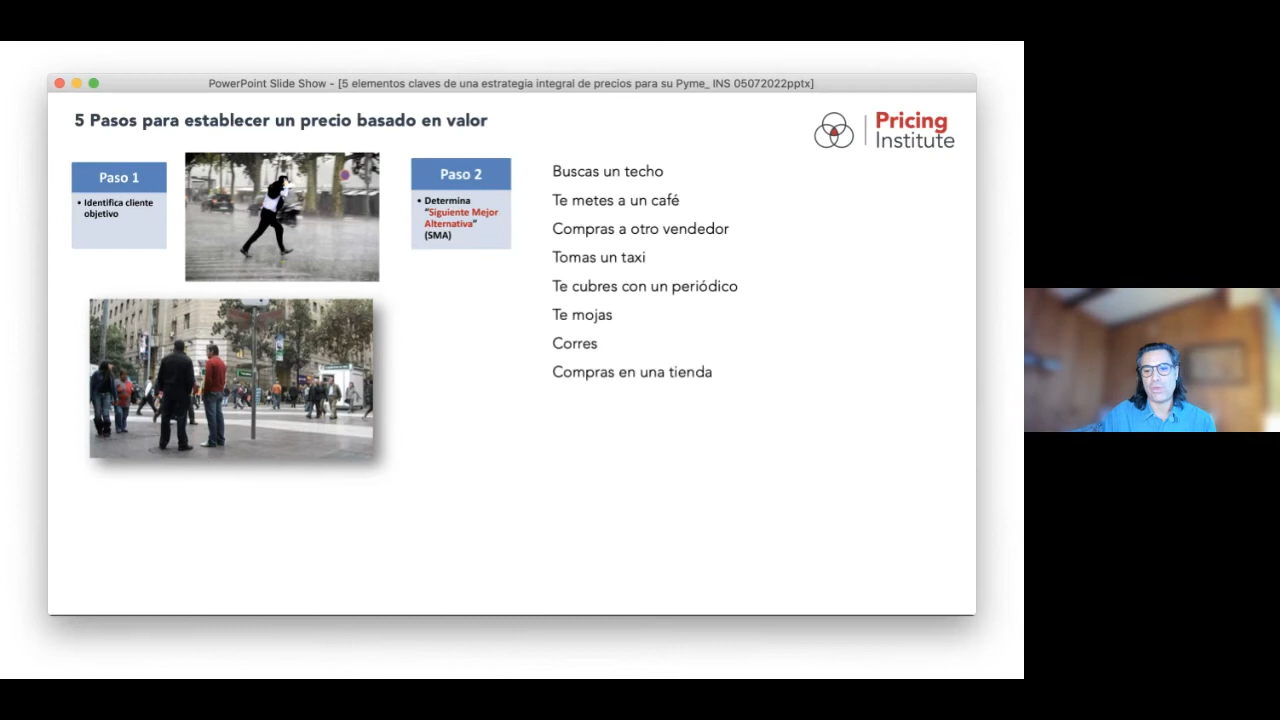 PowerPoint Slide Show - [5 elementos claves de una estrategia integral de precios para su Pyme_ INS 05072022pptx]
5 Pasos para establecer un precio basado en valor
Pricing
Institute
Paso 1
• Identifica cliente
objetivo
Paso 2
• Determina
“Siguiente Mejor
Alternativa”
(SMA)
Buscas un techo
Te metes a un café
Compras a otro vendedor
Tomas un taxi
Te cubres con un periódico
Te mojas
Corres
Compras en una tienda